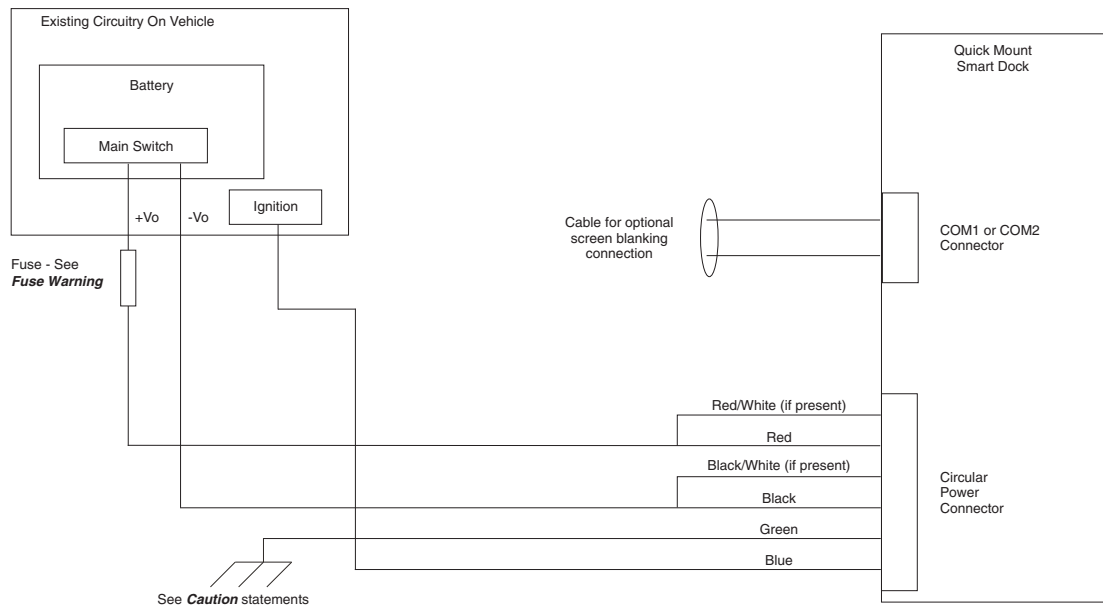 Existing Circuitry On Vehicle
Battery
Main Switch
+Vo
-Vo
Ignition
Fuse - See
Fuse Warning
Quick Mount
Smart Dock
Cable for optional
screen blanking
connection
COM1 or COM2
Connector
Red/White (if present)
Red
Black/White (if present)
Black
Green
Blue
Circular
Power
Connector
See Caution statements